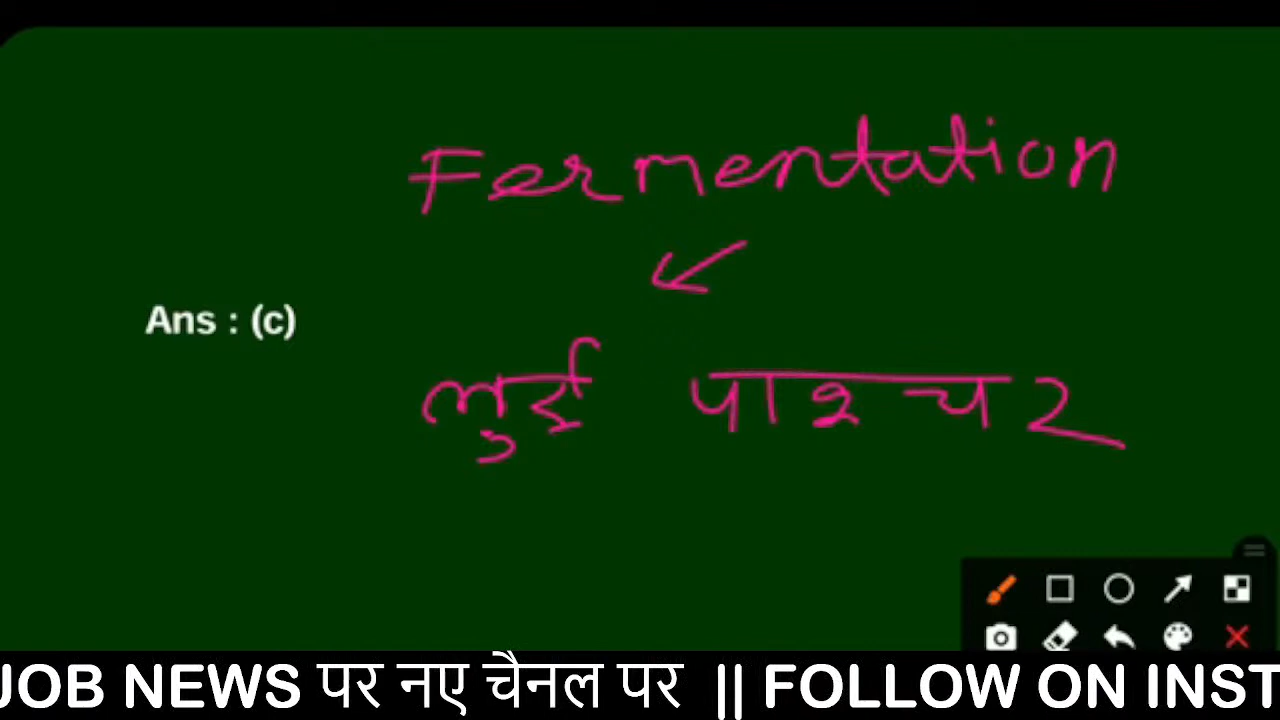 Fermentation
Ans : (c)
लुई पाश्चर
JOB NEWS पर नए चैनल पर || FOLLOW ON INST